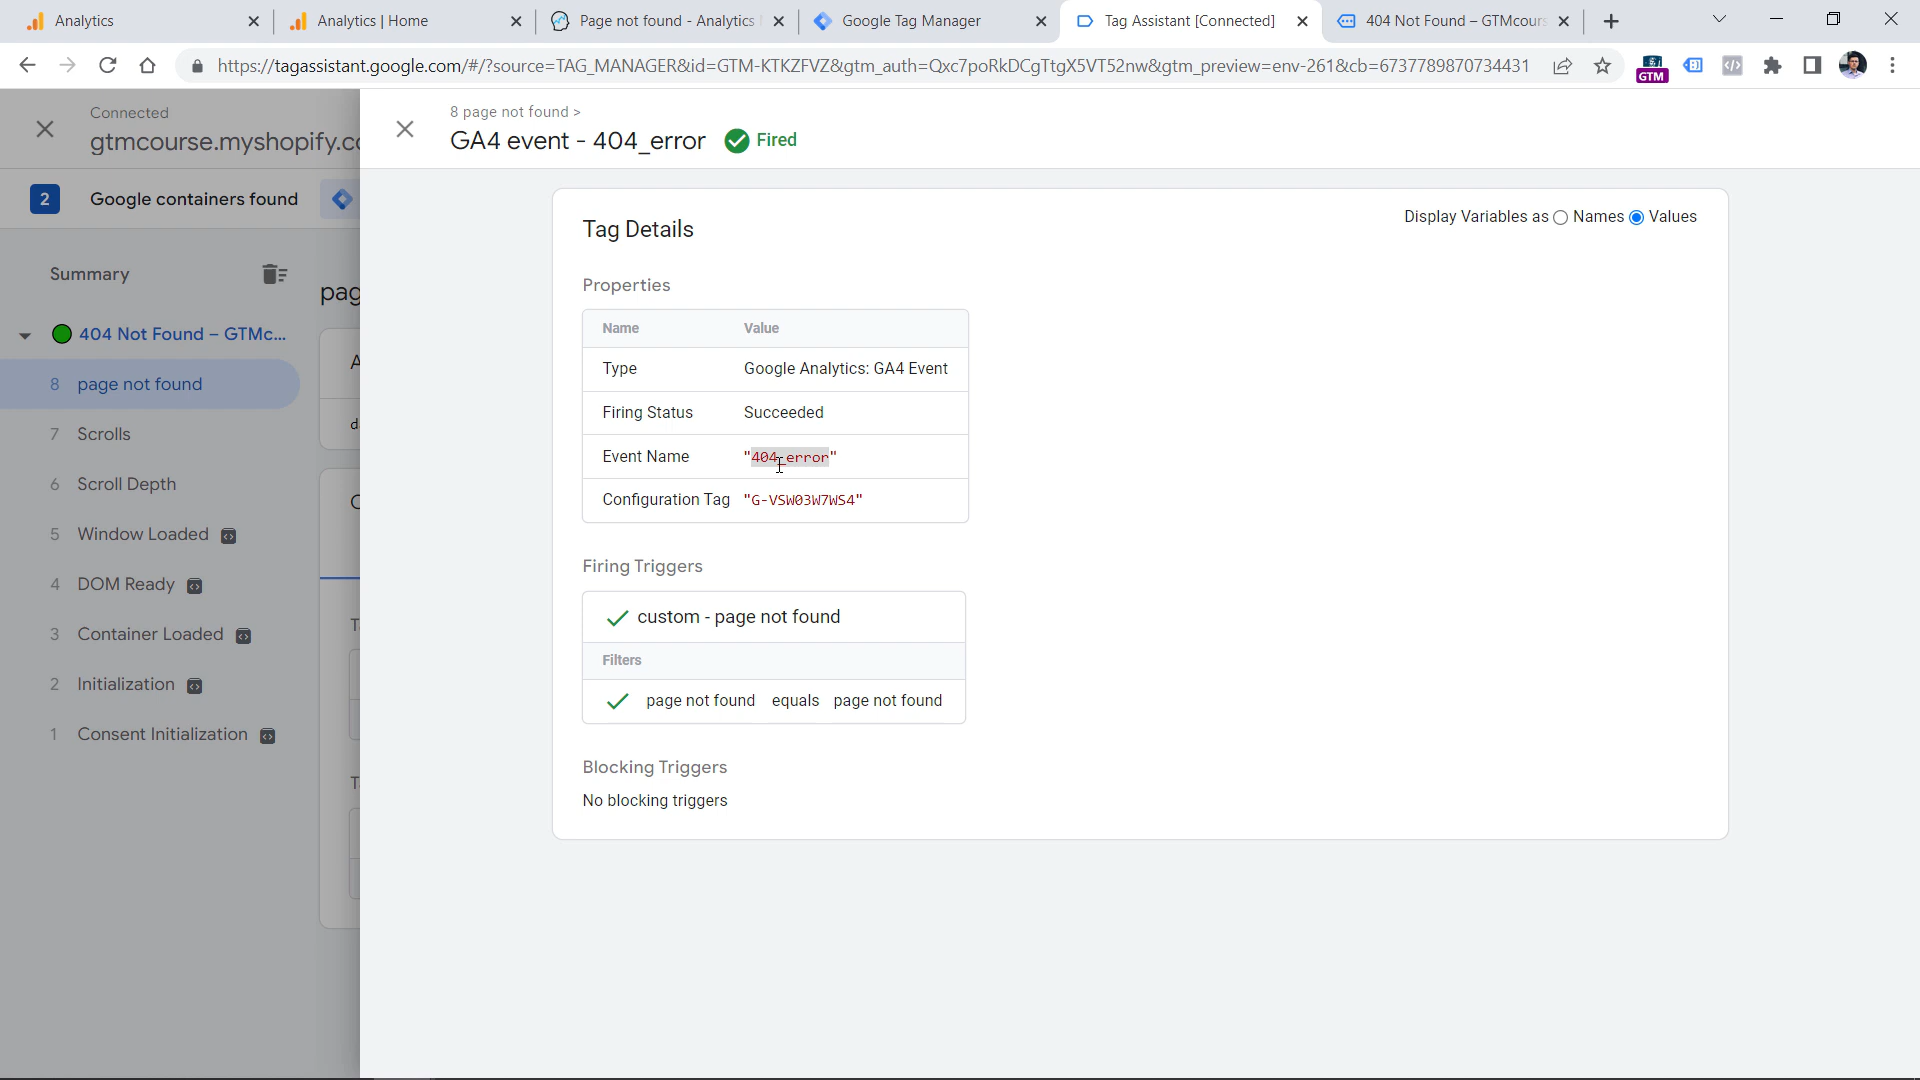 Analytics
Analytics | Home
Page not found - Analytics
Google Tag Manager
Tag Assistant [Connected]
404 Not Found – GTMcours
https://tagassistant.google.com/#/?source=TAG_MANAGER&id=GTM-KTKZFVZ&gtm_auth=Qxc7poRkDCgTtgX5VT52nw&gtm_preview=env-261&cb=6737789870734431
GTM
Connected
gtmcourse.myshopify.co
2
Google containers found
Summary
404 Not Found – GTMc...
8 page not found
7 Scrolls
6 Scroll Depth
5 Window Loaded
4 DOM Ready
3 Container Loaded
2 Initialization
1 Consent Initialization
pag
8 page not found >
GA4 event - 404_error
Fired
Tag Details
Display Variables as Names Values
Properties
Name Value
Type Google Analytics: GA4 Event
Firing Status Succeeded
Event Name "404_error"
Configuration Tag "G-VSW03W7WS4"
Firing Triggers
custom - page not found
Filters
page not found equals page not found
Blocking Triggers
No blocking triggers